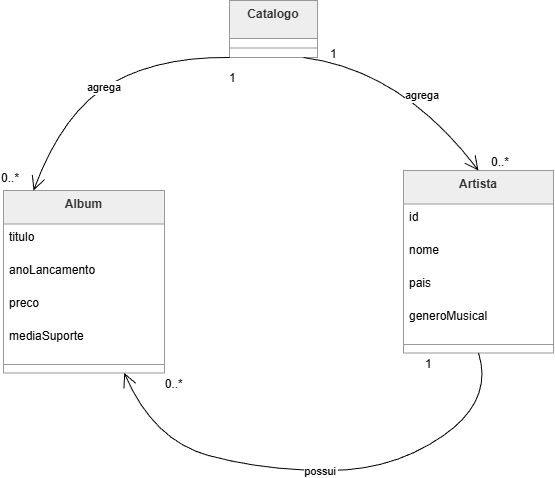 Catalogo
1
1
agrega
agrega
0..*
0..*
Album
titulo
anoLancamento
preco
mediaSuporte
Artista
id
nome
pais
generoMusical
1
0..*
possui